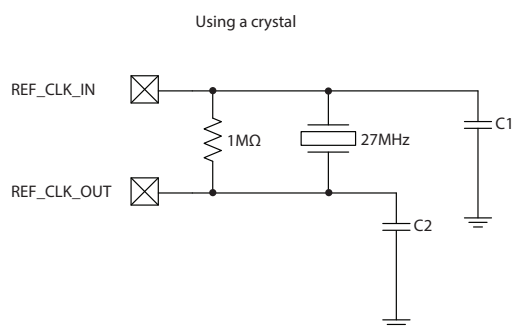 Using a crystal
REF_CLK_IN
C1
1MΩ
27MHz
REF_CLK_OUT
C2